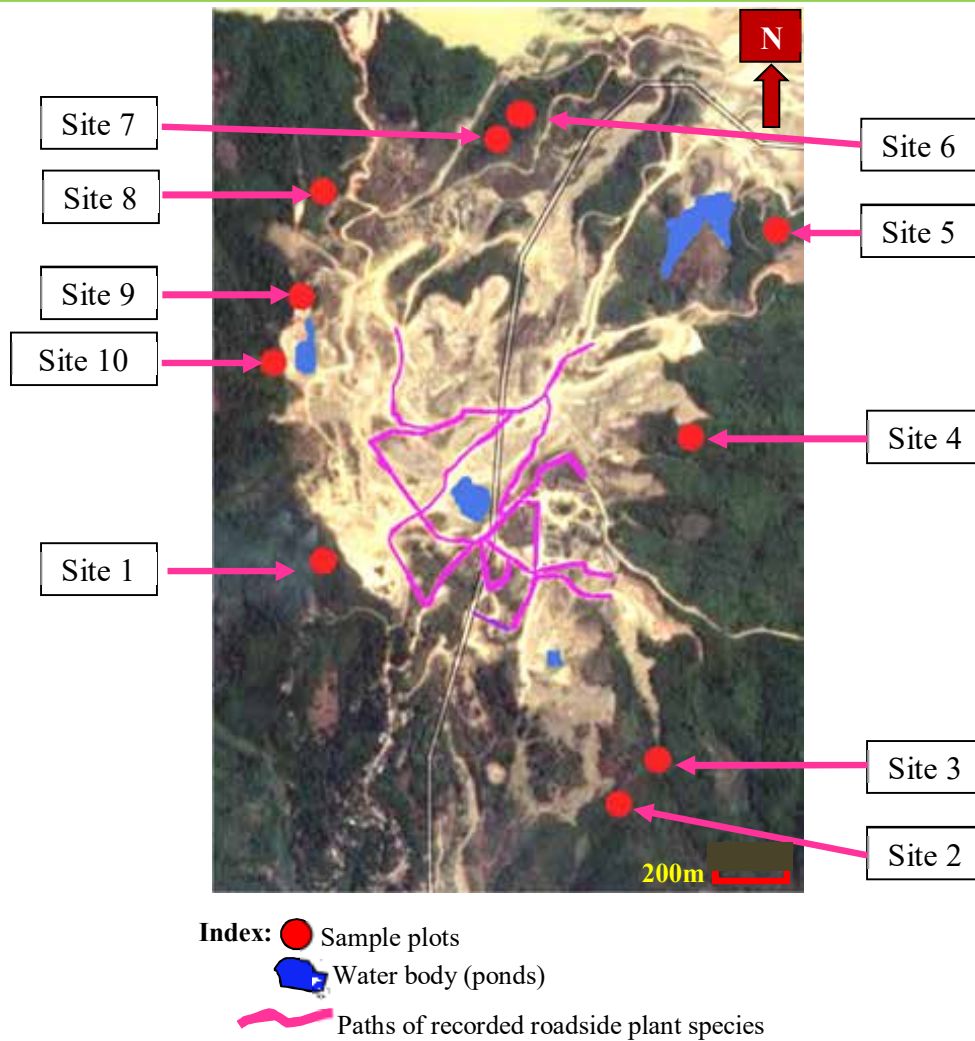 N
Site 7
Site 6
Site 8
Site 5
Site 9
Site 10
Site 4
Site 1
Site 3
Site 2
200m
Index: Sample plots
Water body (ponds)
Paths of recorded roadside plant species